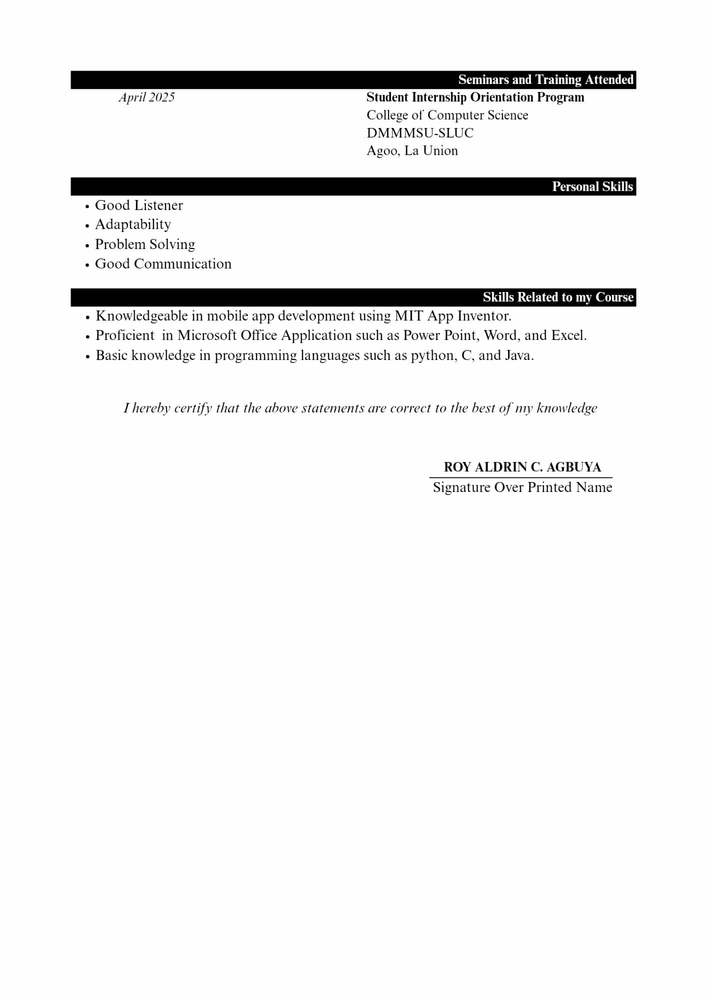 Seminars and Training Attended
April 2025
Student Internship Orientation Program
College of Computer Science
DMMMSU-SLUC
Agoo, La Union
Personal Skills
• Good Listener
• Adaptability
• Problem Solving
• Good Communication
Skills Related to my Course
• Knowledgeable in mobile app development using MIT App Inventor.
• Proficient  in Microsoft Office Application such as Power Point, Word, and Excel.
• Basic knowledge in programming languages such as python, C, and Java.
I hereby certify that the above statements are correct to the best of my knowledge
ROY ALDRIN C. AGBUYA
Signature Over Printed Name